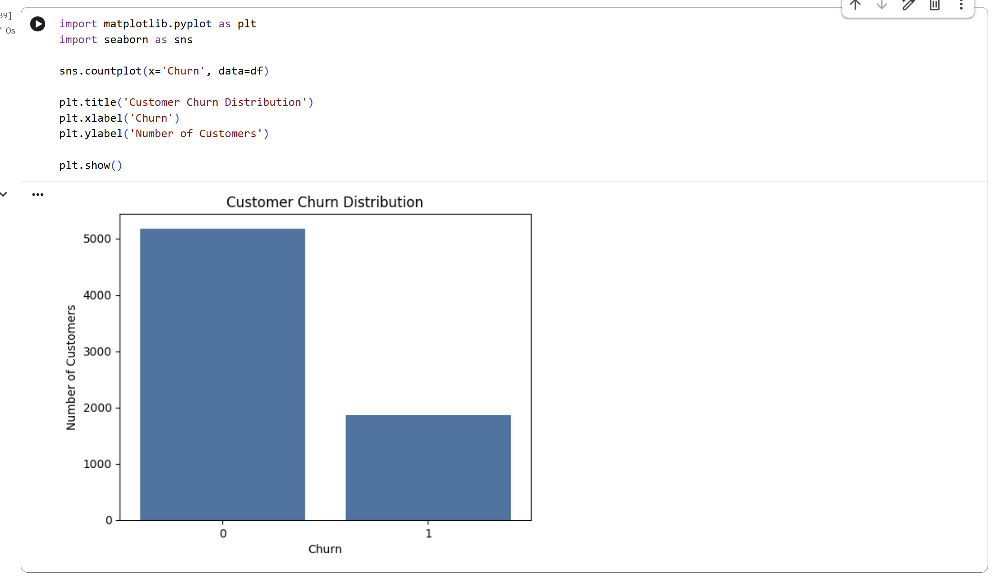 39]
0s
import matplotlib.pyplot as plt
import seaborn as sns
sns.countplot(x='Churn', data=df)
plt.title('Customer Churn Distribution')
plt.xlabel('Churn')
plt.ylabel('Number of Customers')
plt.show()
Customer Churn Distribution
Number of Customers
5000
4000
3000
2000
1000
0
0 1
Churn